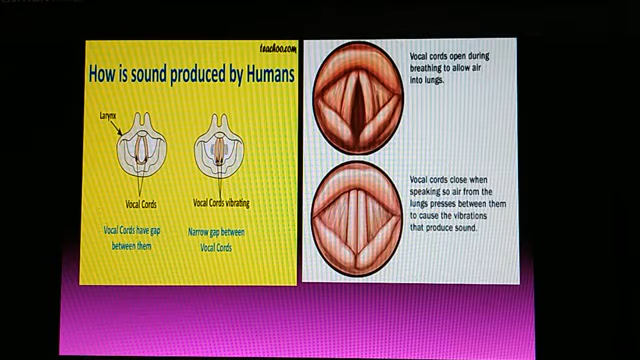 teachoo.com
How is sound produced by Humans
Larynx
Vocal Cords
Vocal Cords vibrating
Vocal Cords have gap
between them
Narrow gap between
Vocal Cords
Vocal cords open during
breathing to allow air
into lungs.
Vocal cords close when
speaking so air from the
lungs presses between them
to cause the vibrations
that produce sound.